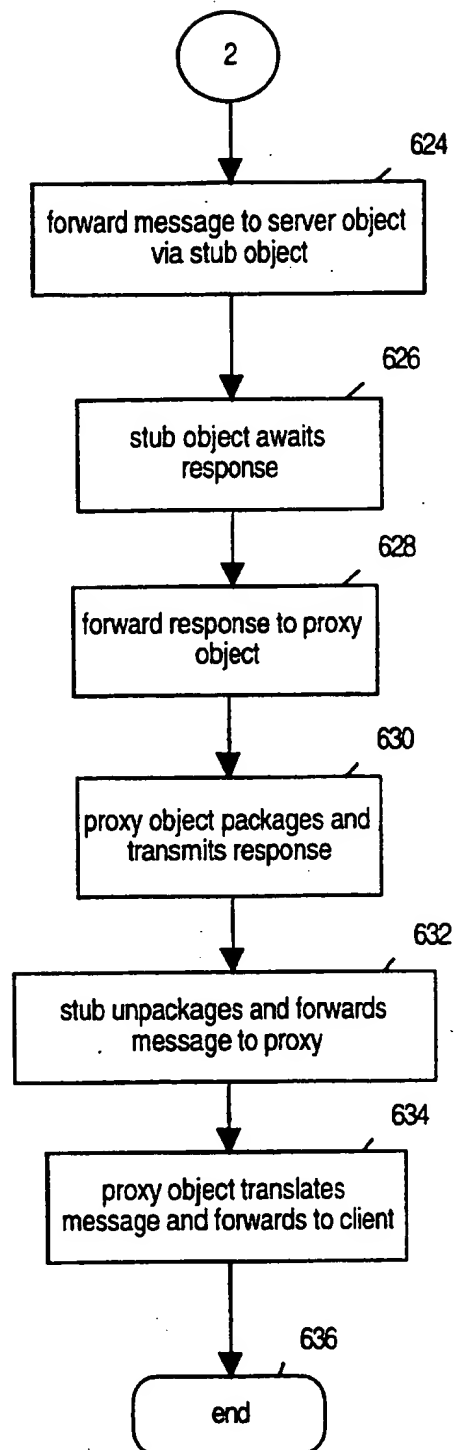 2
624
forward message to server object
via stub object
626
stub object awaits
response
628
forward response to proxy
object
630
proxy object packages and
transmits response
632
stub unpackages and forwards
message to proxy
634
proxy object translates
message and forwards to client
636
end